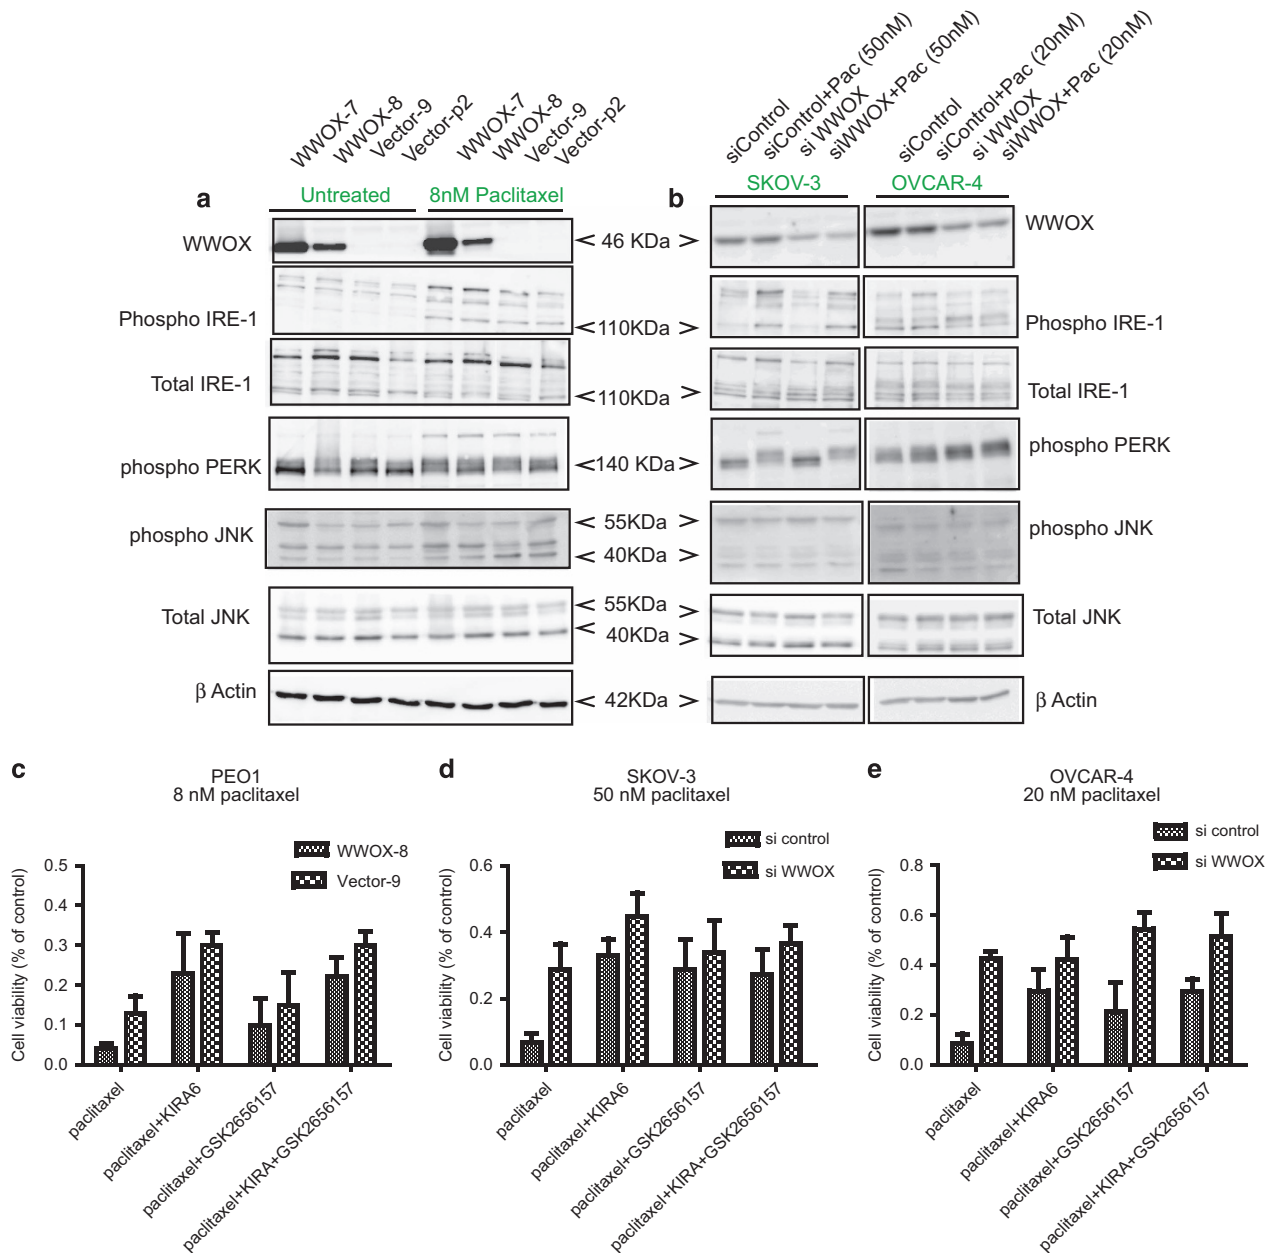 a
WWOX-7
WWOX-8
Vector-9
Vector-p2
WWOX-7
WWOX-8
Vector-9
Vector-p2
Untreated
8nM Paclitaxel
WWOX
Phospho IRE-1
Total IRE-1
phospho PERK
phospho JNK
Total JNK
β Actin
< 46 KDa >
<110KDa >
<110KDa >
<140 KDa >
< 55KDa >
< 40KDa >
< 55KDa >
< 40KDa >
< 42KDa >
b
siControl
siControl+Pac (50nM)
si WWOX
siWWOX+Pac (50nM)
siControl
siControl+Pac (20nM)
si WWOX
siWWOX+Pac (20nM)
SKOV-3
OVCAR-4
WWOX
Phospho IRE-1
Total IRE-1
phospho PERK
phospho JNK
Total JNK
β Actin
c
PEO1
8 nM paclitaxel
WWOX-8
Vector-9
Cell viability (% of control)
0.5
0.4
0.3
0.2
0.1
0.0
paclitaxel
paclitaxel+KIRA6
paclitaxel+GSK2656157
paclitaxel+KIRA+GSK2656157
d
SKOV-3
50 nM paclitaxel
si control
si WWOX
Cell viability (% of control)
0.6
0.4
0.2
0.0
paclitaxel
paclitaxel+KIRA6
paclitaxel+GSK2656157
paclitaxel+KIRA+GSK2656157
e
OVCAR-4
20 nM paclitaxel
si control
si WWOX
Cell viability (% of control)
0.8
0.6
0.4
0.2
0.0
paclitaxel
paclitaxel+KIRA6
paclitaxel+GSK2656157
paclitaxel+KIRA+GSK2656157